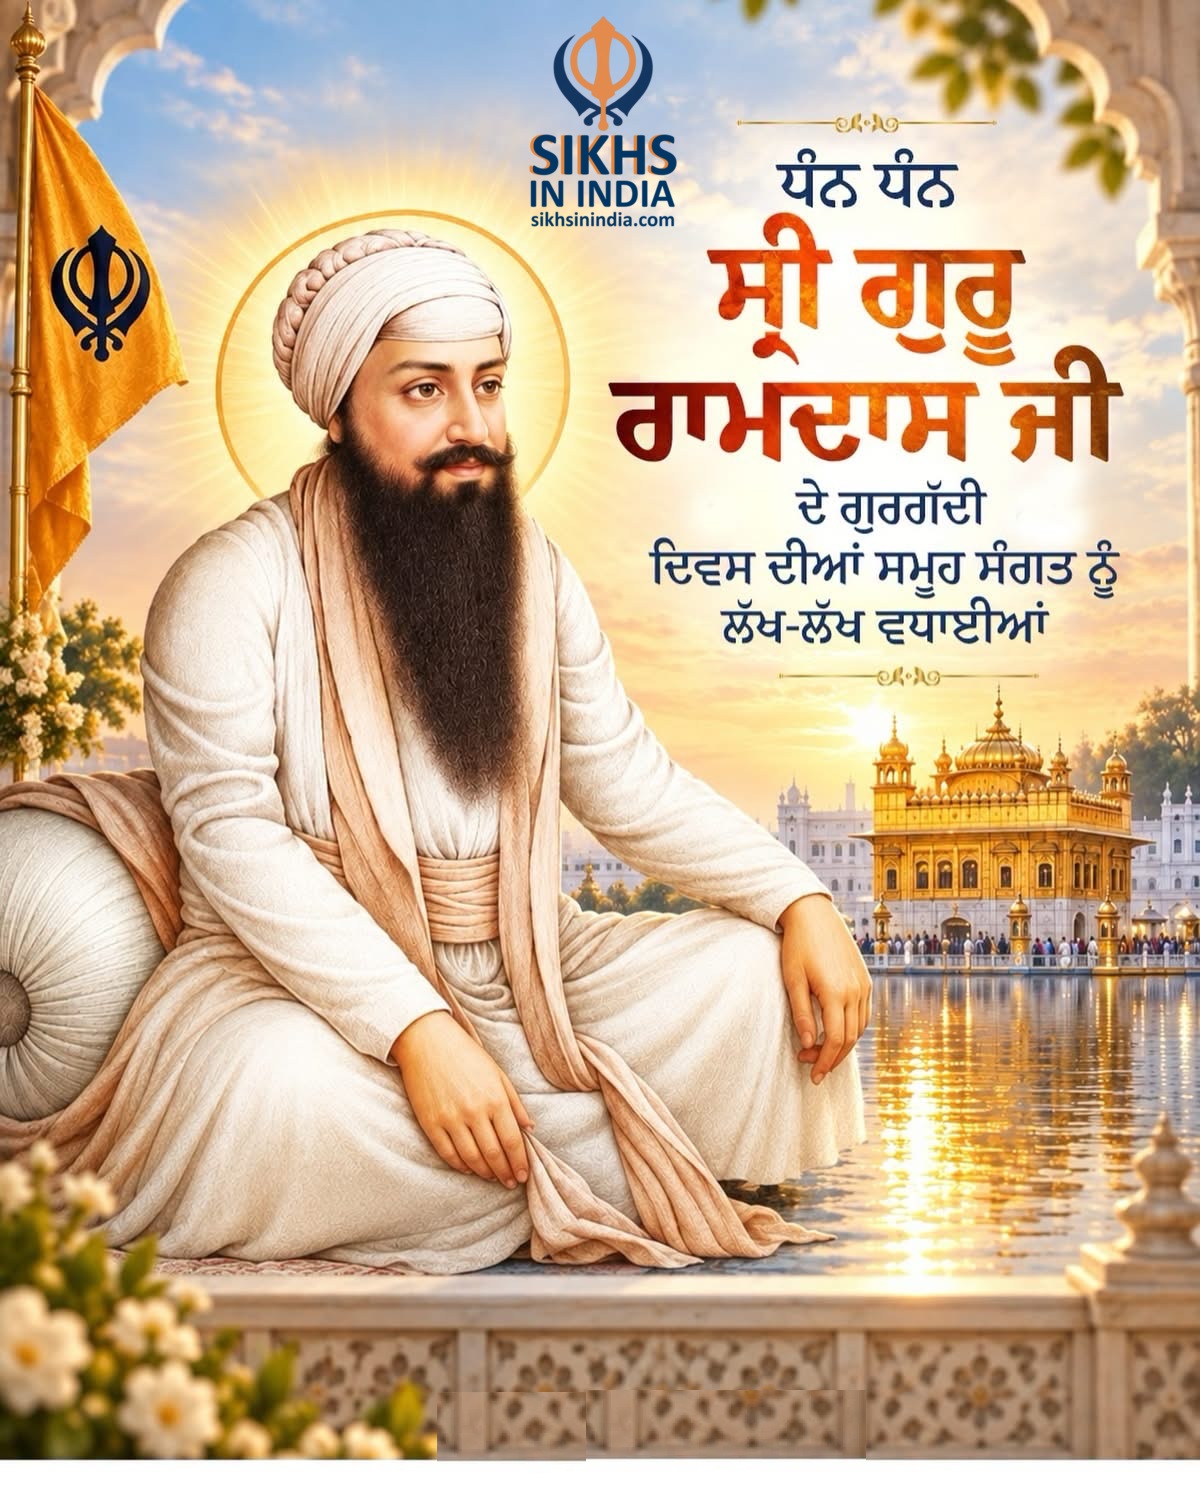 SIKHS
IN INDIA
sikhsinindia.com
ਧੰਨ ਧੰਨ
ਸ੍ਰੀ ਗੁਰੂ
ਰਾਮਦਾਸ ਜੀ
ਦੇ ਗੁਰਗੱਦੀ
ਦਿਵਸ ਦੀਆਂ ਸਮੂਹ ਸੰਗਤ ਨੂੰ
ਲੱਖ-ਲੱਖ ਵਧਾਈਆਂ